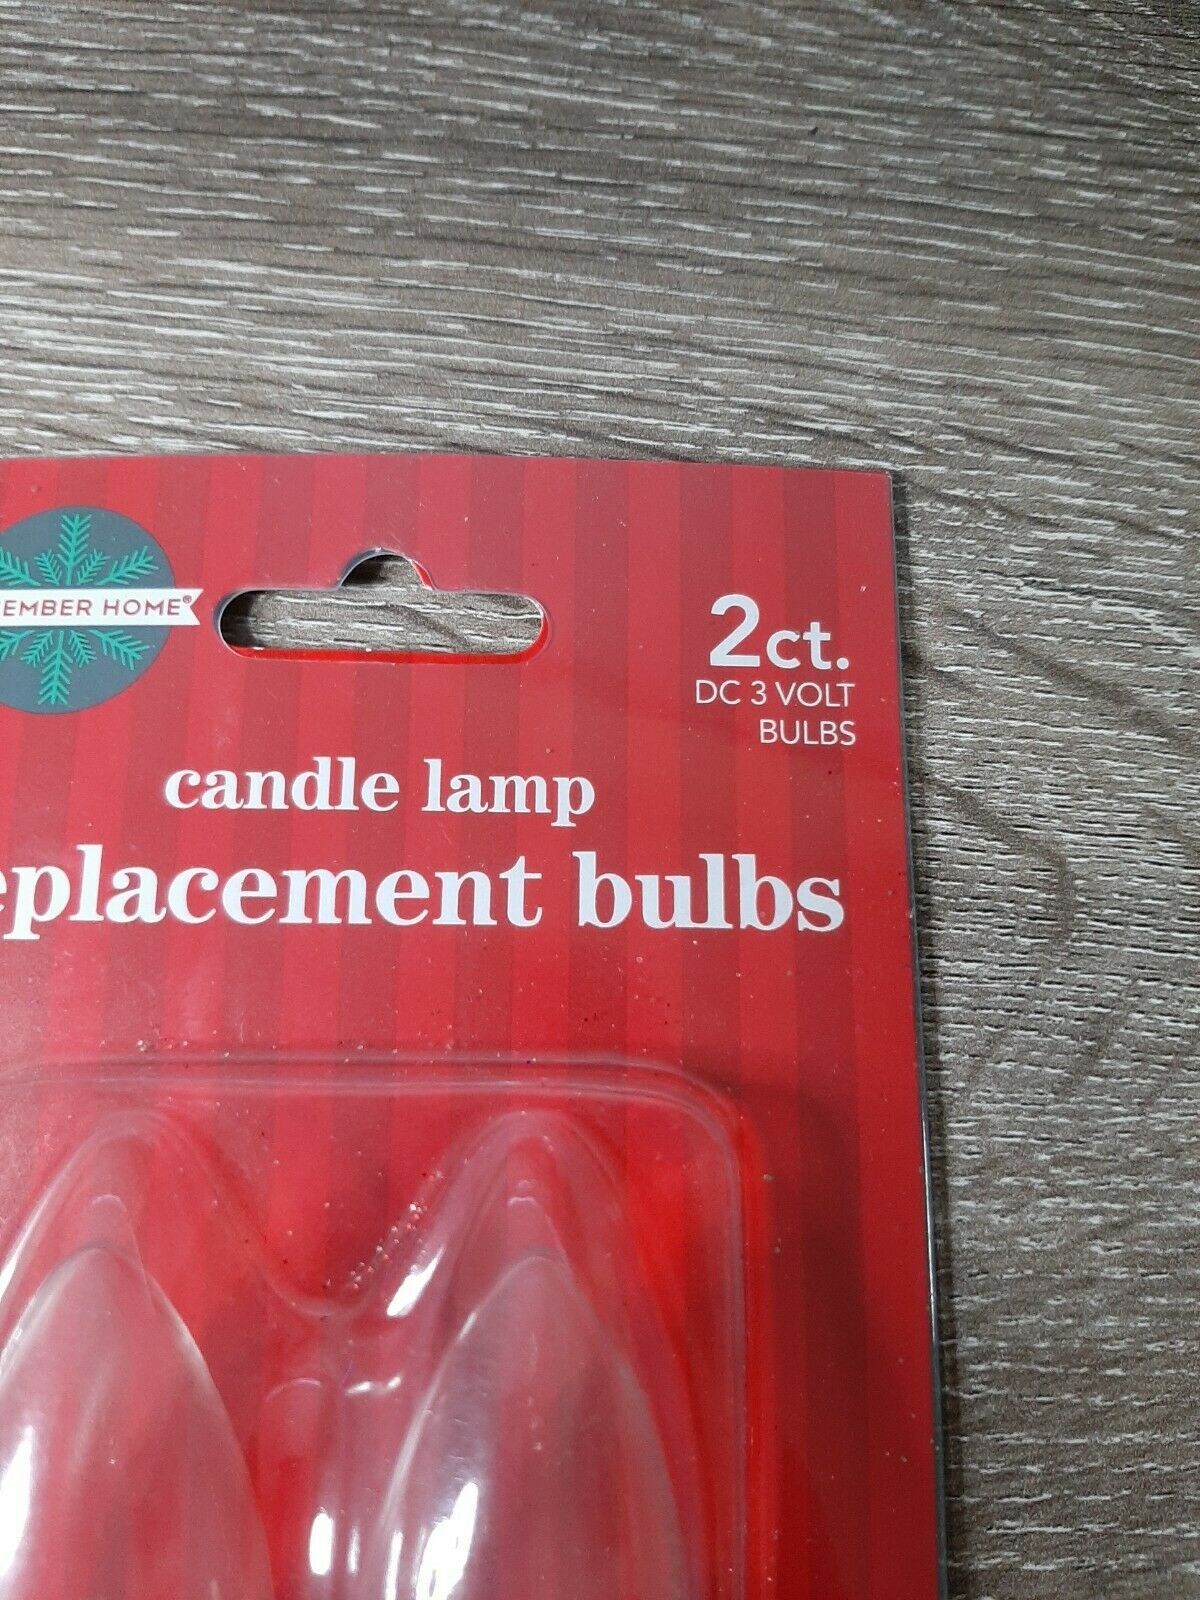 EMBER HOME®
2ct.
DC 3 VOLT
BULBS
candle lamp
eplacement bulbs